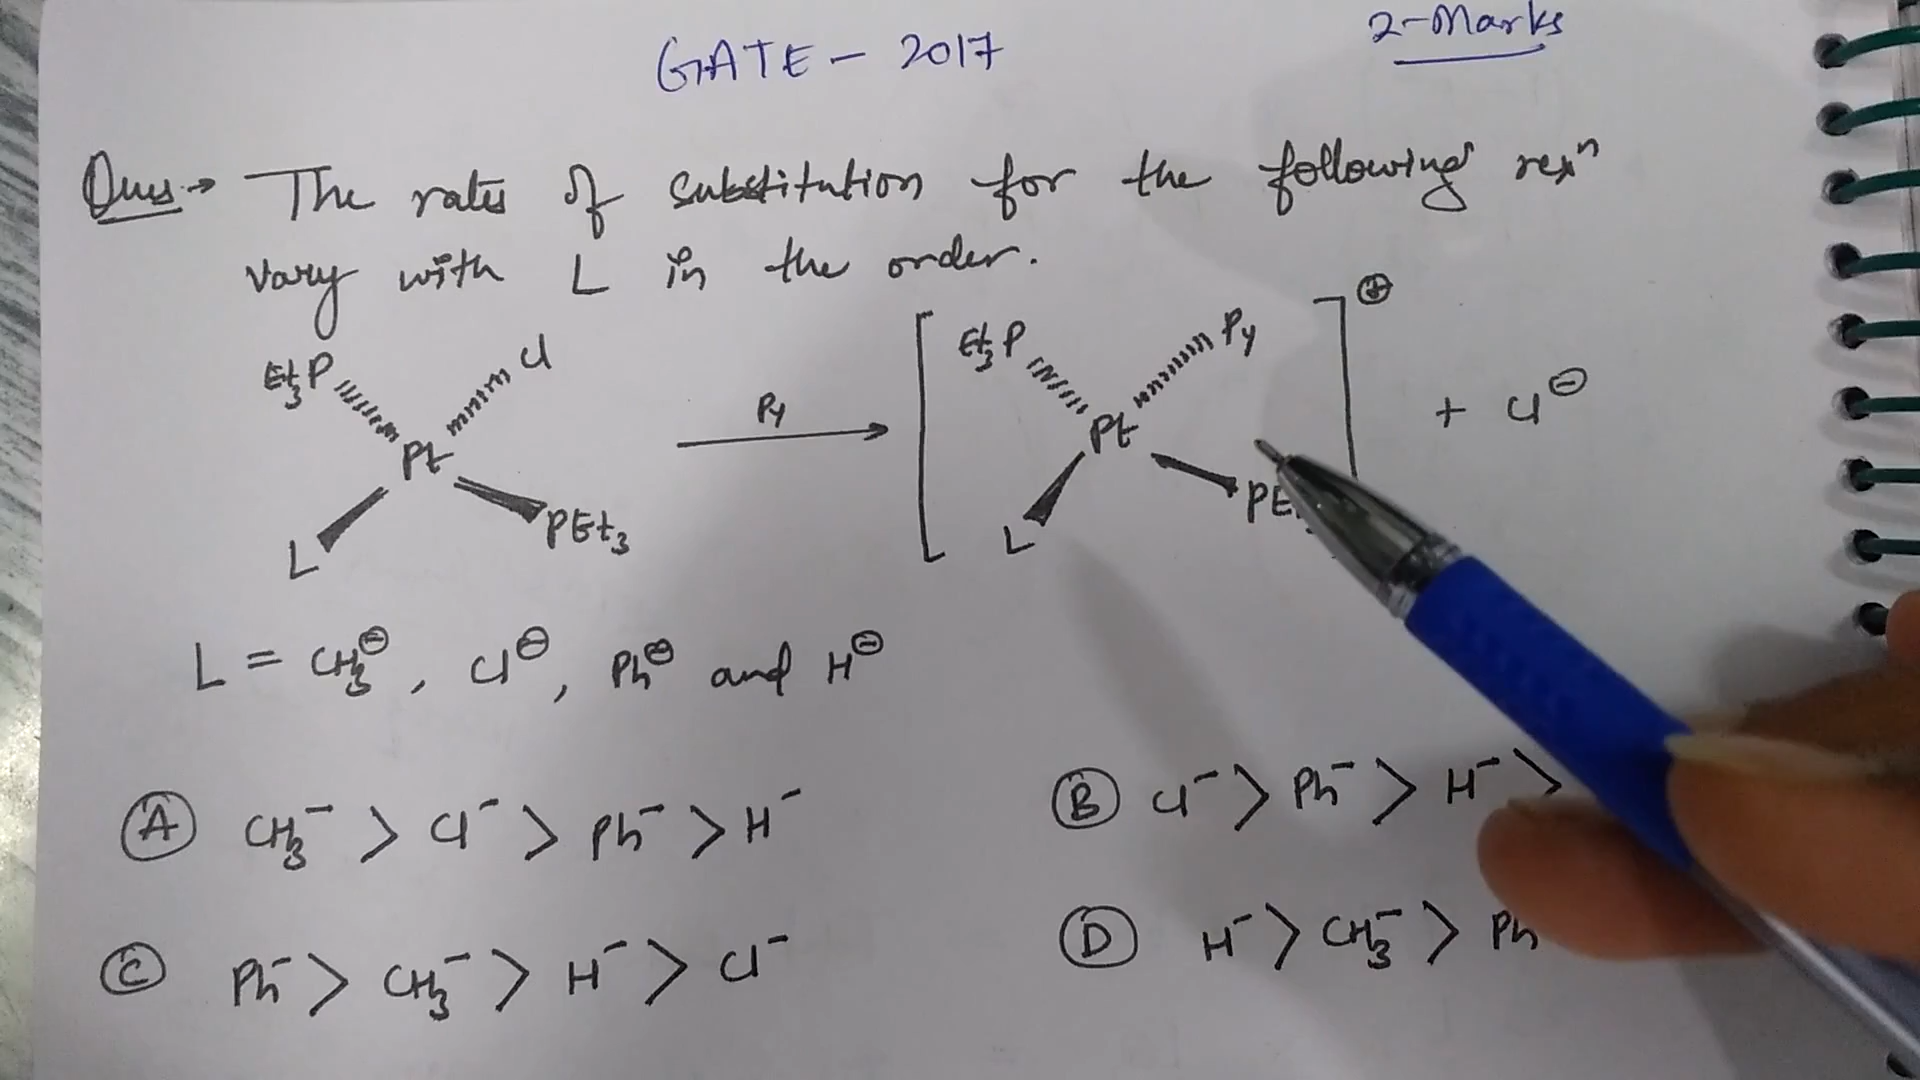 GATE - 2017
2-Marks
Ques.→ The rates of substitution for the following rexⁿ
vary with L in the order.
Et₃P Cl Pt L PEt₃
Py
[Et₃P Py Pt L PE ]⊕ + Cl⊖
L = CH₃⊖, Cl⊖, Ph⊖ and H⊖
Ⓐ CH₃⁻ > Cl⁻ > Ph⁻ > H⁻
Ⓑ Cl⁻ > Ph⁻ > H⁻ >
Ⓒ Ph⁻ > CH₃⁻ > H⁻ > Cl⁻
Ⓓ H⁻ > CH₃⁻ > Ph